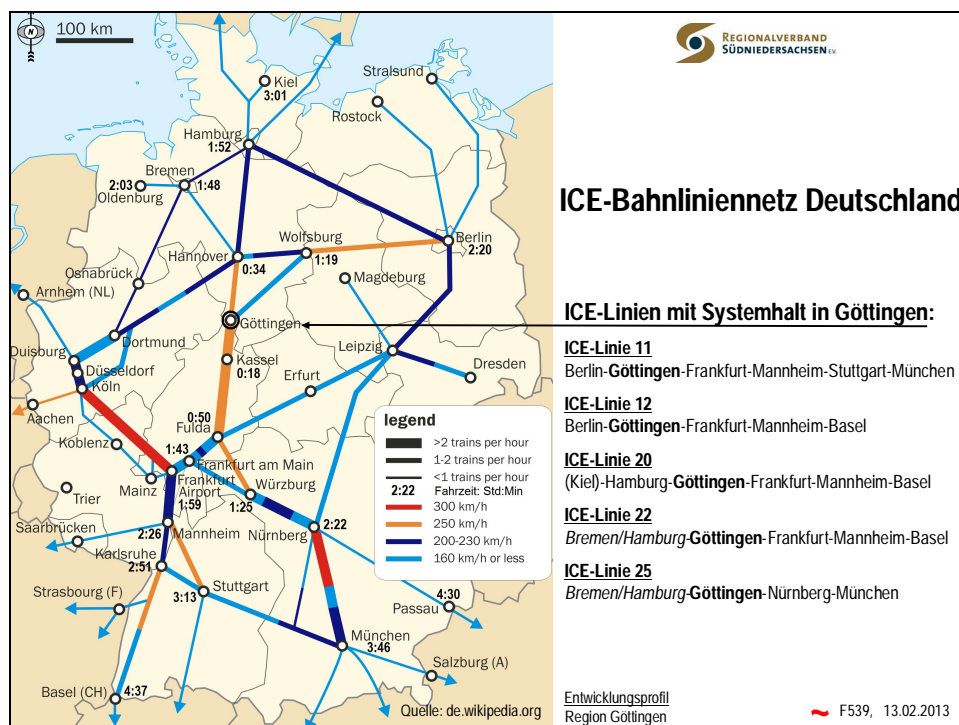 100 km
N
REGIONALVERBAND
SÜDNIEDERSACHSEN E.V.
Kiel
3:01
Stralsund
Rostock
Hamburg
1:52
Bremen
2:03
1:48
Oldenburg
Wolfsburg
Berlin
2:20
Hannover
1:19
0:34
Osnabrück
Magdeburg
Arnhem (NL)
Göttingen
Dortmund
Leipzig
Duisburg
Kassel
0:18
Düsseldorf
Dresden
Köln
Erfurt
Aachen
0:50
Fulda
Koblenz
1:43
Frankfurt am Main
Frankfurt
Airport
1:59
Würzburg
1:25
Mainz
Trier
Saarbrücken
2:26
Mannheim
Nürnberg
2:22
Karlsruhe
2:51
Strasbourg (F)
Stuttgart
3:13
4:30
Passau
München
3:46
Salzburg (A)
Basel (CH)
4:37
Quelle: de.wikipedia.org
legend
>2 trains per hour
1-2 trains per hour
<1 trains per hour
2:22 Fahrzeit: Std:Min
300 km/h
250 km/h
200-230 km/h
160 km/h or less
ICE-Bahnliniennetz Deutschland
ICE-Linien mit Systemhalt in Göttingen:
ICE-Linie 11
Berlin-Göttingen-Frankfurt-Mannheim-Stuttgart-München
ICE-Linie 12
Berlin-Göttingen-Frankfurt-Mannheim-Basel
ICE-Linie 20
(Kiel)-Hamburg-Göttingen-Frankfurt-Mannheim-Basel
ICE-Linie 22
Bremen/Hamburg-Göttingen-Frankfurt-Mannheim-Basel
ICE-Linie 25
Bremen/Hamburg-Göttingen-Nürnberg-München
Entwicklungsprofil
Region Göttingen
F539, 13.02.2013